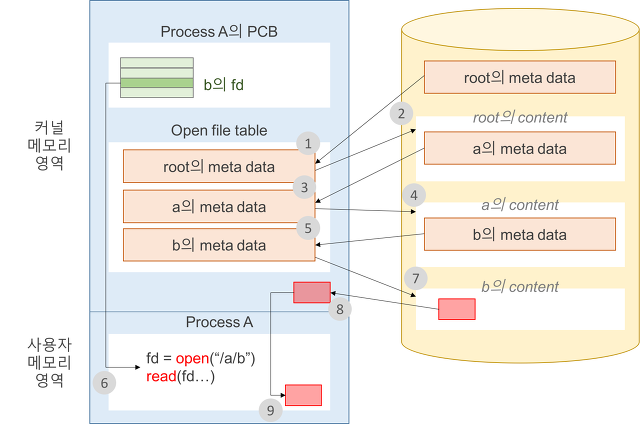 Process A의 PCB
b의 fd
커널
메모리
영역
Open file table
1
root의 meta data
3
a의 meta data
5
b의 meta data
root의 meta data
2
root의 content
a의 meta data
4
a의 content
b의 meta data
7
b의 content
8
사용자
메모리
영역
Process A
fd = open(“/a/b”)
read(fd...)
6
9